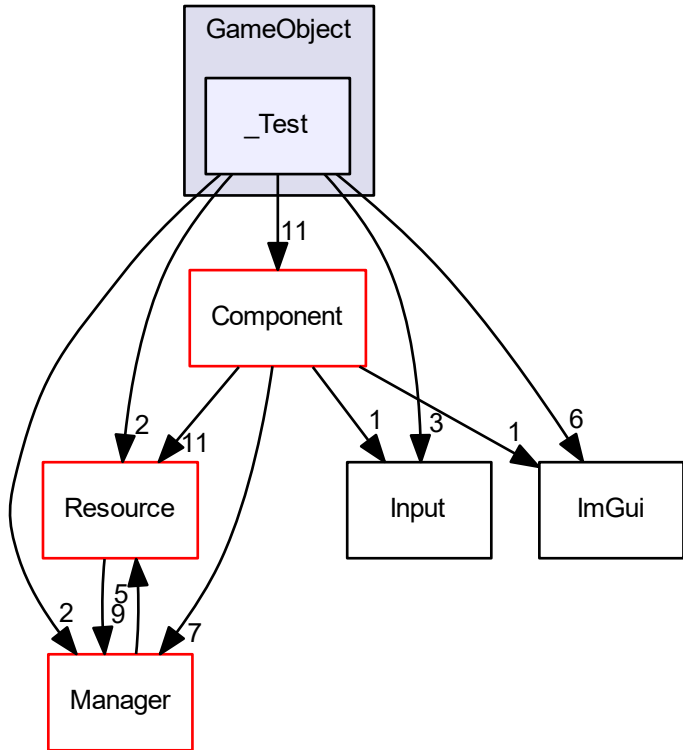 GameObject
_Test
11
Component
2
3
6
11
1
1
Resource
Input
ImGui
5
9
2
7
Manager